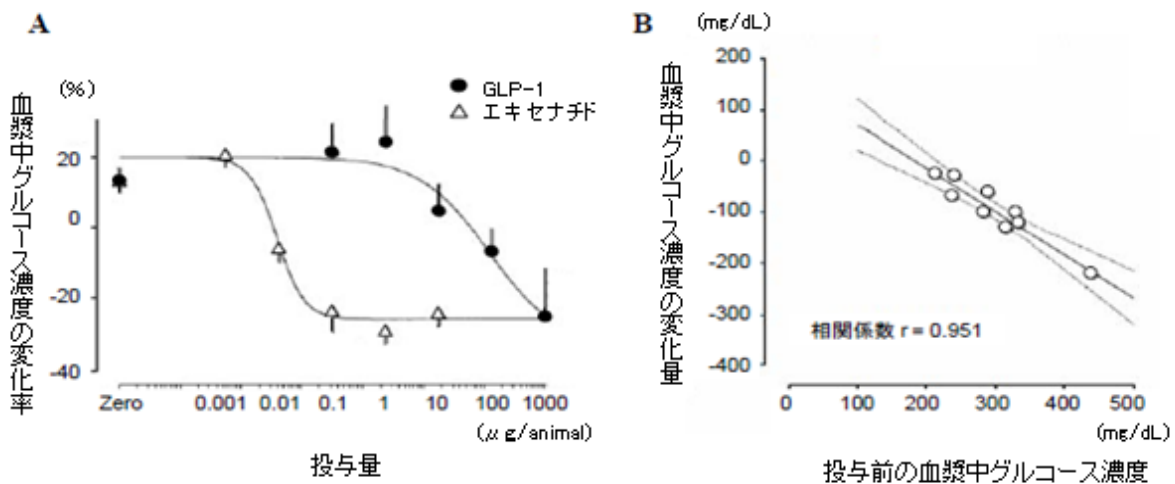 A
(%)
血漿中グルコース濃度の変化率
● GLP-1
△ エキセナチド
20
0
-20
-40
Zero 0.001 0.01 0.1 1 10 100 1000
(μg/animal)
投与量
B
(mg/dL)
血漿中グルコース濃度の変化量
200
100
0
-100
-200
-300
-400
相関係数 r = 0.951
0 100 200 300 400 500
(mg/dL)
投与前の血漿中グルコース濃度